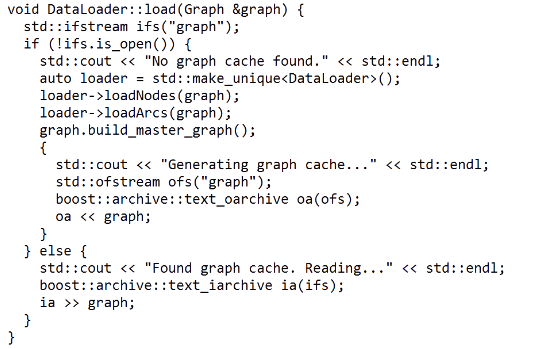 void DataLoader::load(Graph &graph) {
  std::ifstream ifs("graph");
  if (!ifs.is_open()) {
    std::cout << "No graph cache found." << std::endl;
    auto loader = std::make_unique<DataLoader>();
    loader->loadNodes(graph);
    loader->loadArcs(graph);
    graph.build_master_graph();
    {
      std::cout << "Generating graph cache..." << std::endl;
      std::ofstream ofs("graph");
      boost::archive::text_oarchive oa(ofs);
      oa << graph;
    }
  } else {
    std::cout << "Found graph cache. Reading..." << std::endl;
    boost::archive::text_iarchive ia(ifs);
    ia >> graph;
  }
}